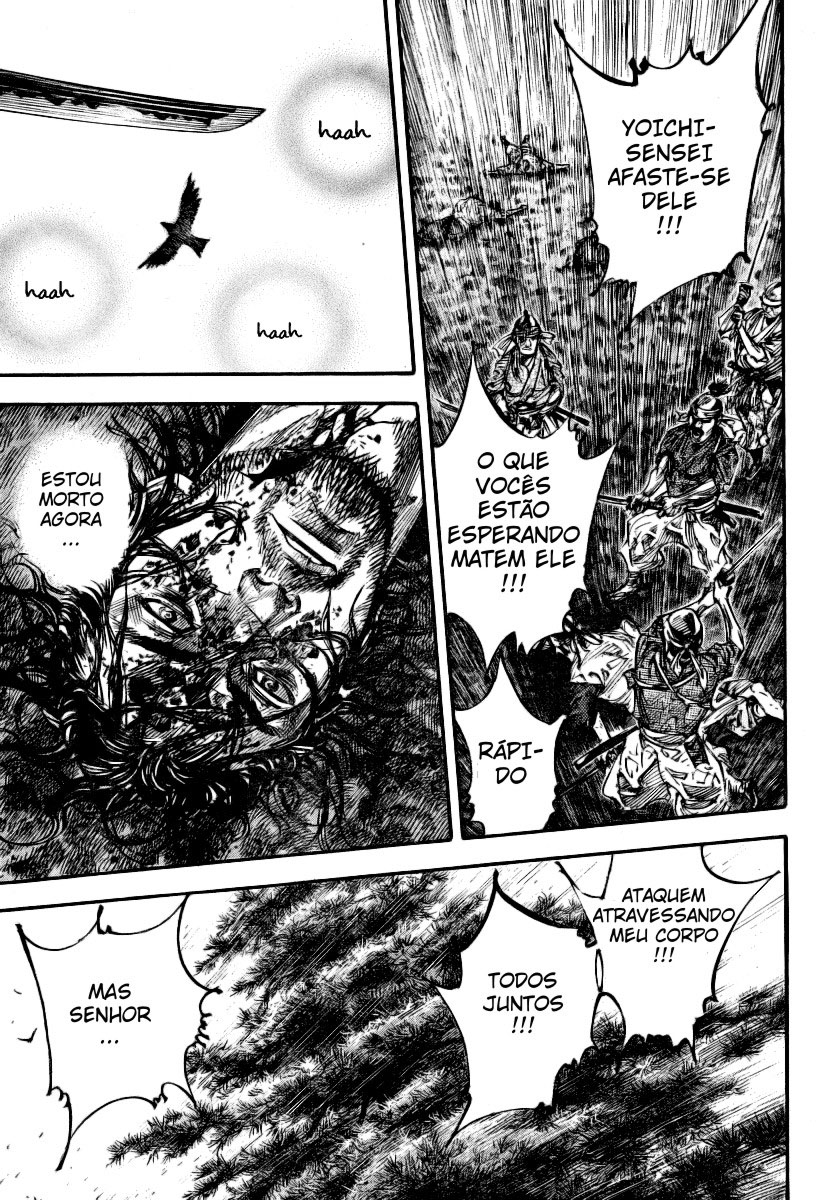 YOICHI-
SENSEI
AFASTE-SE
DELE
!!!
O QUE
VOCÊS
ESTÃO
ESPERANDO
MATEM ELE
!!!
RÁPI-
DO
haah
haah
haah
ESTOU
MORTO
AGORA
...
ATAQUEM
ATRAVESSANDO
MEU CORPO
!!!
TODOS
JUNTOS
!!!
MAS
SENHOR
...